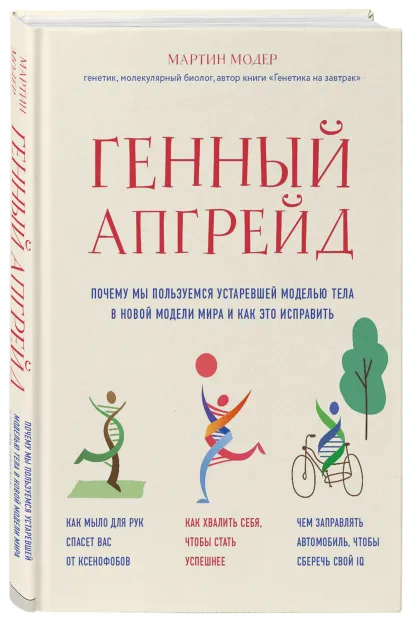 МАРТИН МОДЕР
генетик, молекулярный биолог, автор книги «Генетика на завтрак»
ГЕННЫЙ
АПГРЕЙД
ПОЧЕМУ МЫ ПОЛЬЗУЕМСЯ УСТАРЕВШЕЙ МОДЕЛЬЮ ТЕЛА
В НОВОЙ МОДЕЛИ МИРА И КАК ЭТО ИСПРАВИТЬ
КАК МЫЛО ДЛЯ РУК
СПАСЕТ ВАС
ОТ КСЕНОФОБОВ
КАК ХВАЛИТЬ СЕБЯ,
ЧТОБЫ СТАТЬ
УСПЕШНЕЕ
ЧЕМ ЗАПРАВЛЯТЬ
АВТОМОБИЛЬ, ЧТОБЫ
СБЕРЕЧЬ СВОЙ IQ
МАРТИН
МОДЕР
ГЕННЫЙ АПГРЕЙД
ПОЧЕМУ МЫ ПОЛЬЗУЕМСЯ УСТАРЕВШЕЙ
МОДЕЛЬЮ ТЕЛА В НОВОЙ МОДЕЛИ МИРА